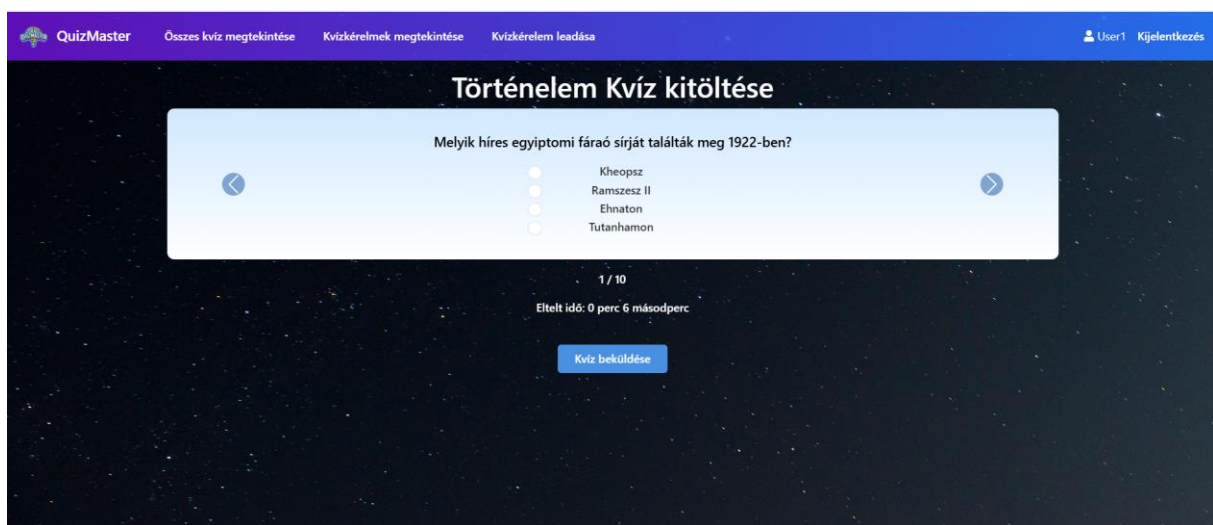 QuizMaster Összes kvíz megtekintése Kvízkérelmek megtekintése Kvízkérelem leadása User1 Kijelentkezés
Történelem Kvíz kitöltése
Melyik híres egyiptomi fáraó sírját találták meg 1922-ben?
Kheopsz
Ramszesz II
Ehnaton
Tutanhamon
1 / 10
Eltelt idő: 0 perc 6 másodperc
Kvíz beküldése